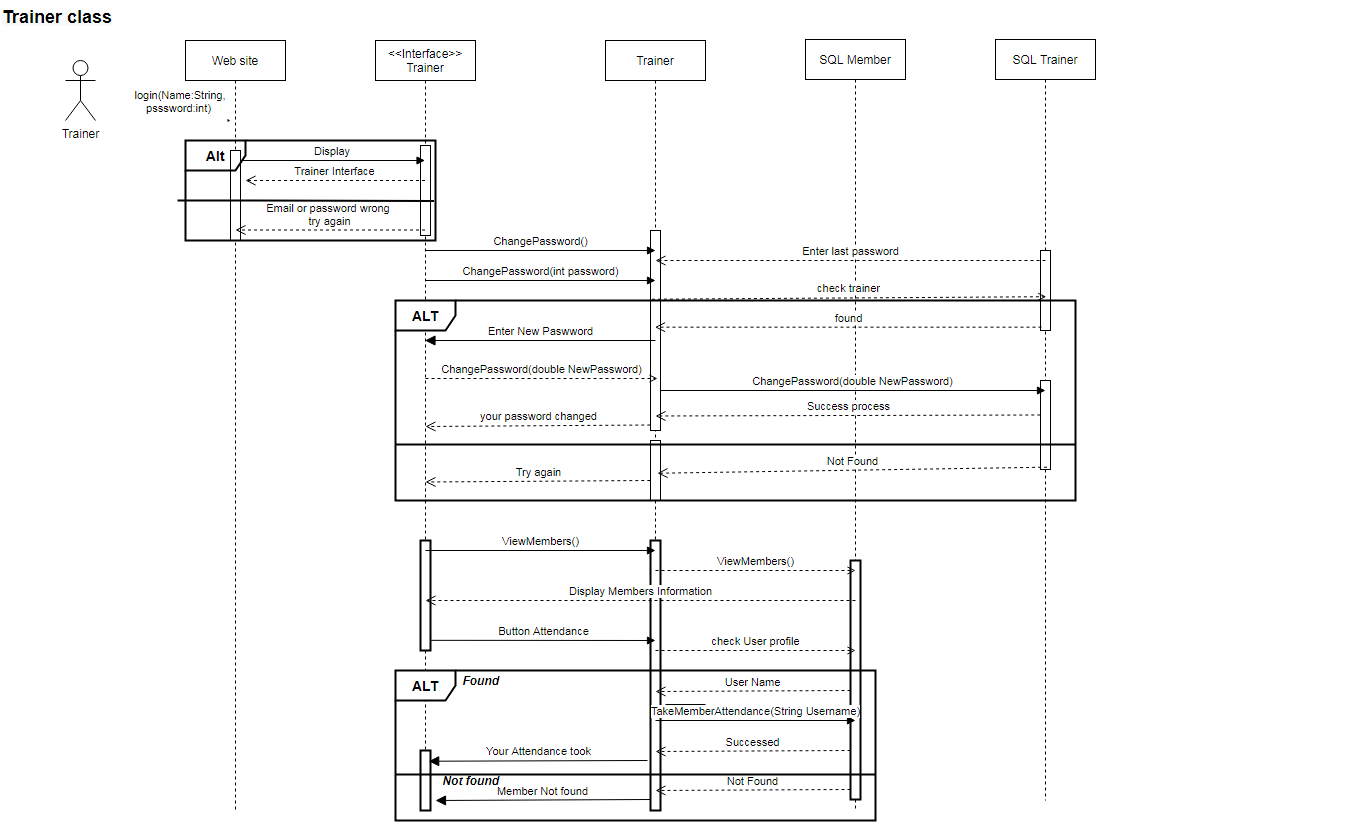 Trainer class
Web site
<<Interface>>
Trainer
Trainer
SQL Member
SQL Trainer
login(Name:String,
psssword:int)
Trainer
Alt
Display
Trainer Interface
Email or password wrong
try again
ChangePassword()
Enter last password
ChangePassword(int password)
check trainer
ALT
found
Enter New Paswword
ChangePassword(double NewPassword)
ChangePassword(double NewPassword)
Success process
your password changed
Not Found
Try again
ViewMembers()
ViewMembers()
Display Members Information
Button Attendance
check User profile
ALT
Found
User Name
TakeMemberAttendance(String Username)
Successed
Your Attendance took
Not found
Not Found
Member Not found